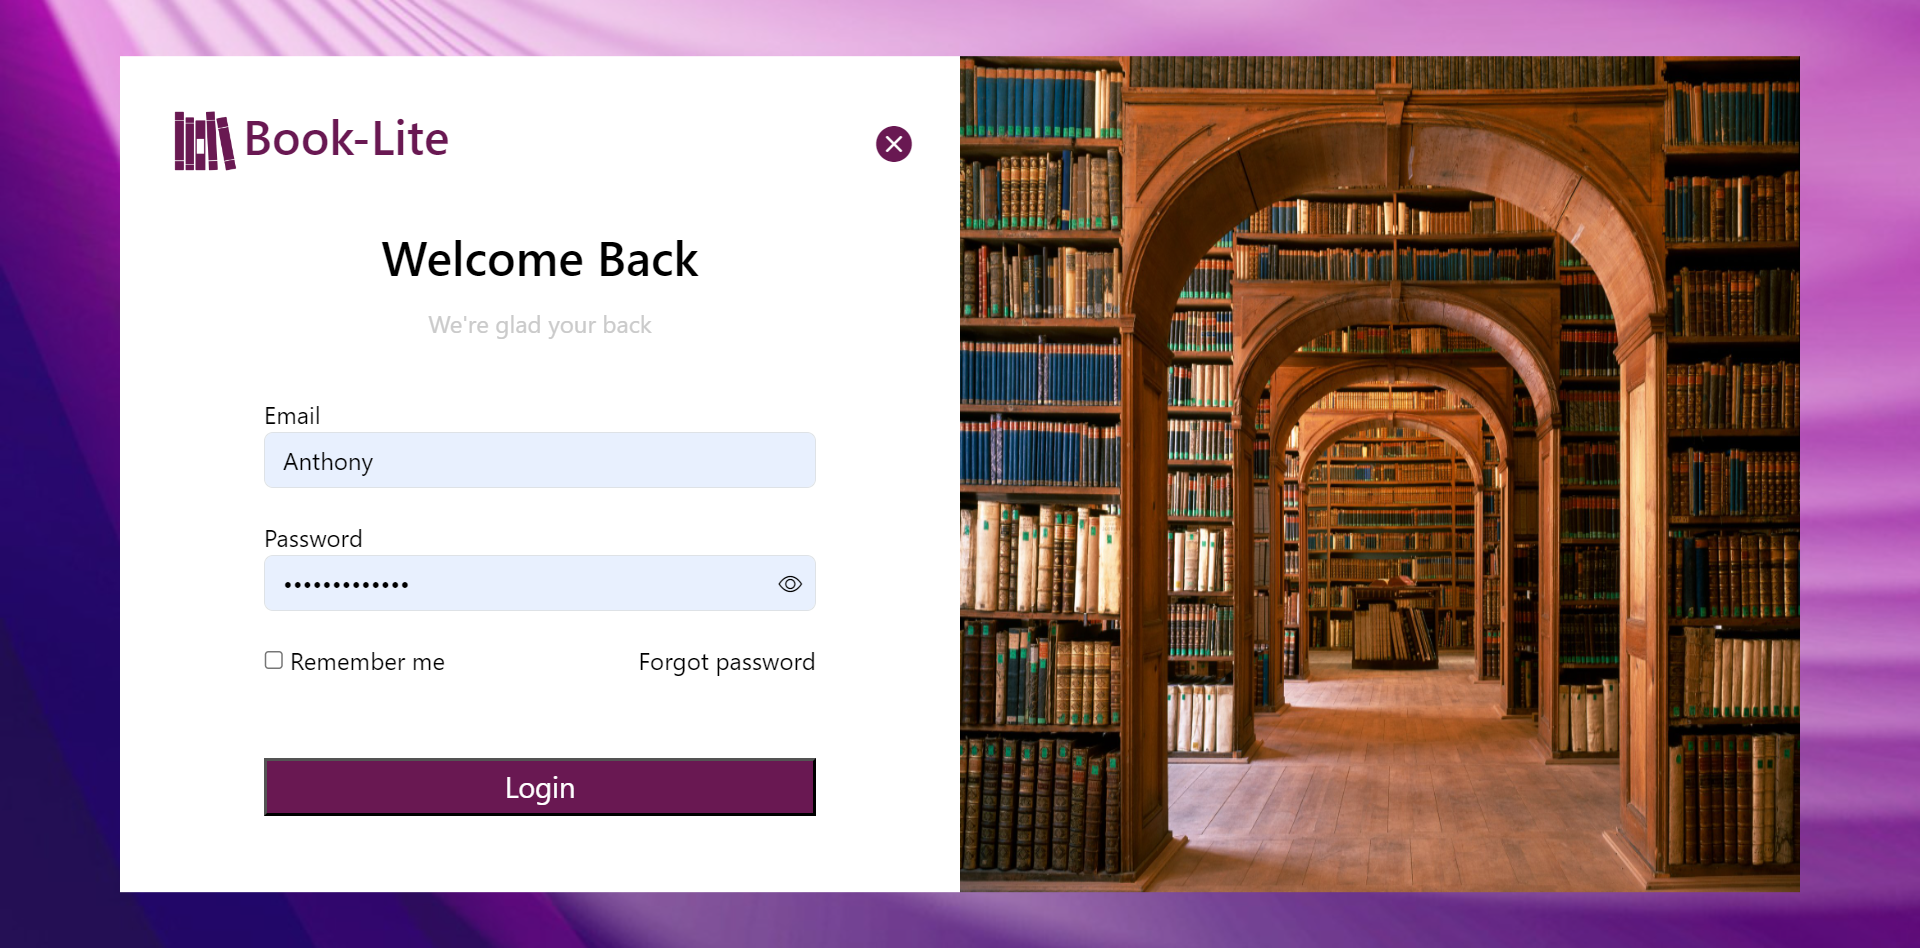 Book-Lite
Welcome Back
We're glad your back
Email
Anthony
Password
•••••••••••••
Remember me
Forgot password
Login